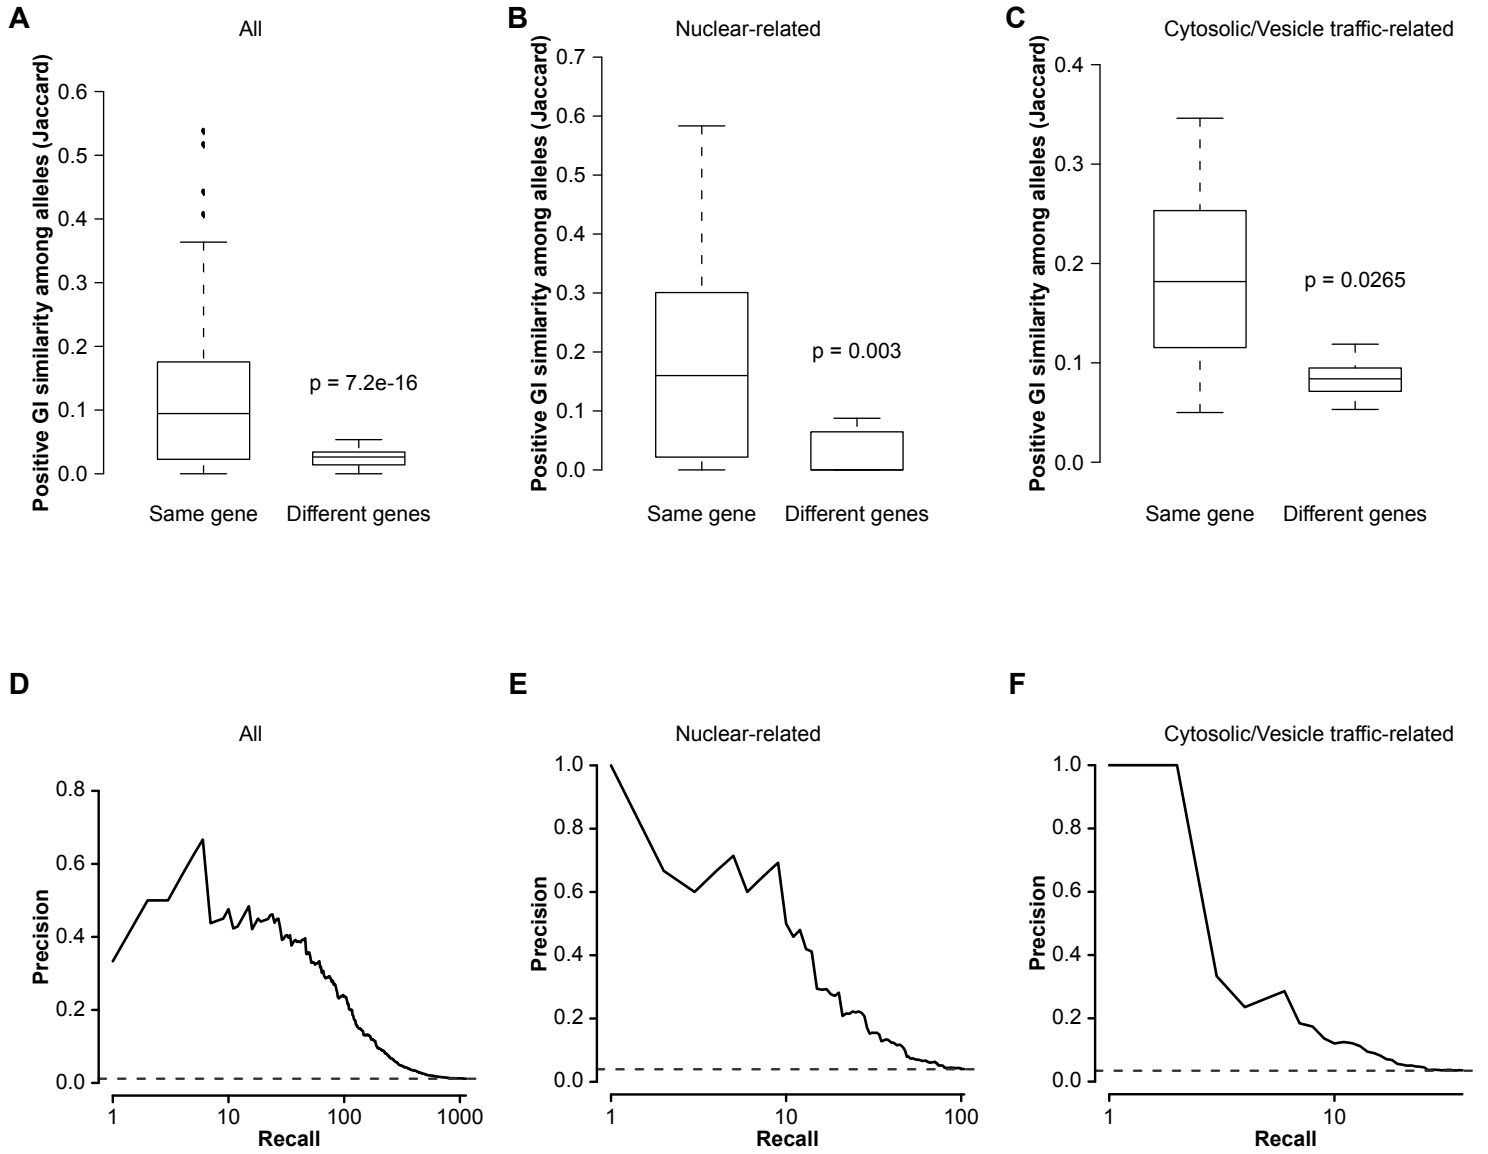 A
All
Positive GI similarity among alleles (Jaccard)
0.6
0.5
0.4
0.3
0.2
0.1
0.0
p = 7.2e-16
Same gene
Different genes
B
Nuclear-related
Positive GI similarity among alleles (Jaccard)
0.7
0.6
0.5
0.4
0.3
0.2
0.1
0.0
p = 0.003
Same gene
Different genes
C
Cytosolic/Vesicle traffic-related
Positive GI similarity among alleles (Jaccard)
0.4
0.3
0.2
0.1
0.0
p = 0.0265
Same gene
Different genes
D
All
Precision
0.8
0.6
0.4
0.2
0.0
1
10
100
1000
Recall
E
Nuclear-related
Precision
1.0
0.8
0.6
0.4
0.2
0.0
1
10
100
Recall
F
Cytosolic/Vesicle traffic-related
Precision
1.0
0.8
0.6
0.4
0.2
0.0
1
10
Recall